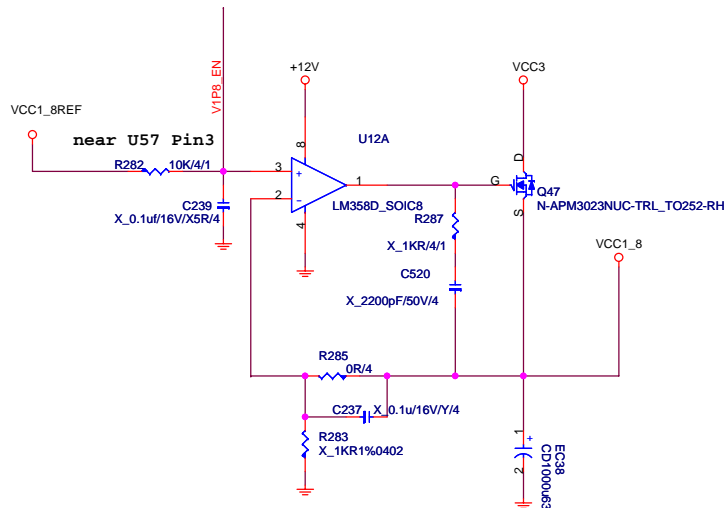 V1P8_EN
+12V
VCC3
VCC1_8REF
near U57 Pin3
U12A
8
D
R282
10K/4/1
3
+
1
G
Q47
C239
2
−
LM358D_SOIC8
N-APM3023NUC-TRL_TO252-RH
X_0.1uf/16V/X5R/4
4
R287
S
VCC1_8
X_1KR/4/1
C520
X_2200pF/50V/4
R285
0R/4
C237
X_0.1u/16V/Y/4
R283
X_1KR1%0402
1
+
2
EC38
CD1000u63